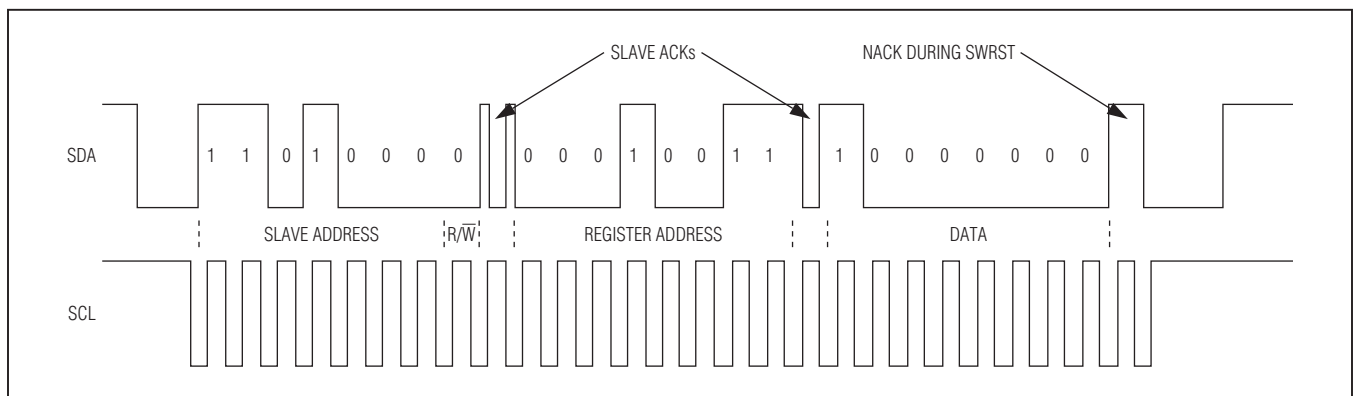 SLAVE ACKs NACK DURING SWRST
SDA 1 1 0 1 0 0 0 0 0 0 0 1 0 0 1 1 1 0 0 0 0 0 0 0
SLAVE ADDRESS R/W̅ REGISTER ADDRESS DATA
SCL